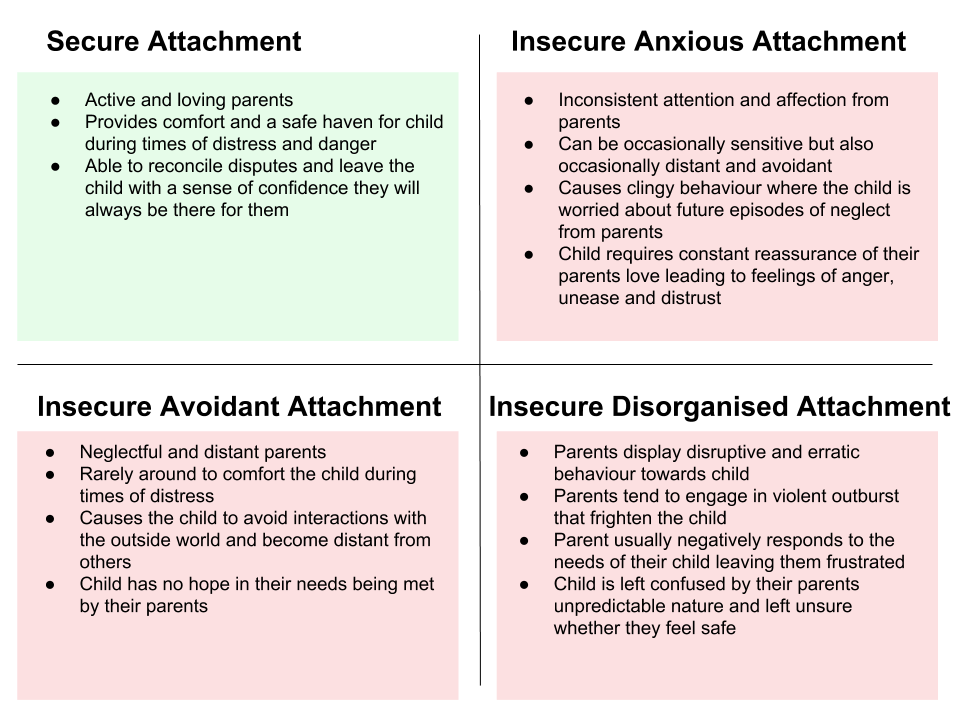 Secure Attachment
● Active and loving parents
● Provides comfort and a safe haven for child
during times of distress and danger
● Able to reconcile disputes and leave the
child with a sense of confidence they will
always be there for them
Insecure Anxious Attachment
● Inconsistent attention and affection from
parents
● Can be occasionally sensitive but also
occasionally distant and avoidant
● Causes clingy behaviour where the child is
worried about future episodes of neglect
from parents
● Child requires constant reassurance of their
parents love leading to feelings of anger,
unease and distrust
Insecure Avoidant Attachment
● Neglectful and distant parents
● Rarely around to comfort the child during
times of distress
● Causes the child to avoid interactions with
the outside world and become distant from
others
● Child has no hope in their needs being met
by their parents
Insecure Disorganised Attachment
● Parents display disruptive and erratic
behaviour towards child
● Parents tend to engage in violent outburst
that frighten the child
● Parent usually negatively responds to the
needs of their child leaving them frustrated
● Child is left confused by their parents
unpredictable nature and left unsure
whether they feel safe